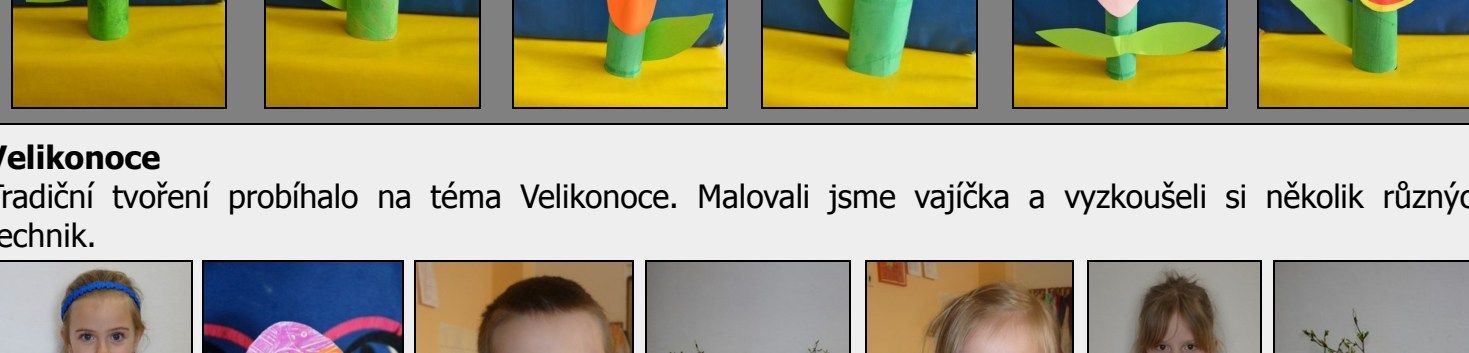 Velikonoce
Tradiční tvoření probíhalo na téma Velikonoce. Malovali jsme vajíčka a vyzkoušeli si několik různýc
echnik.